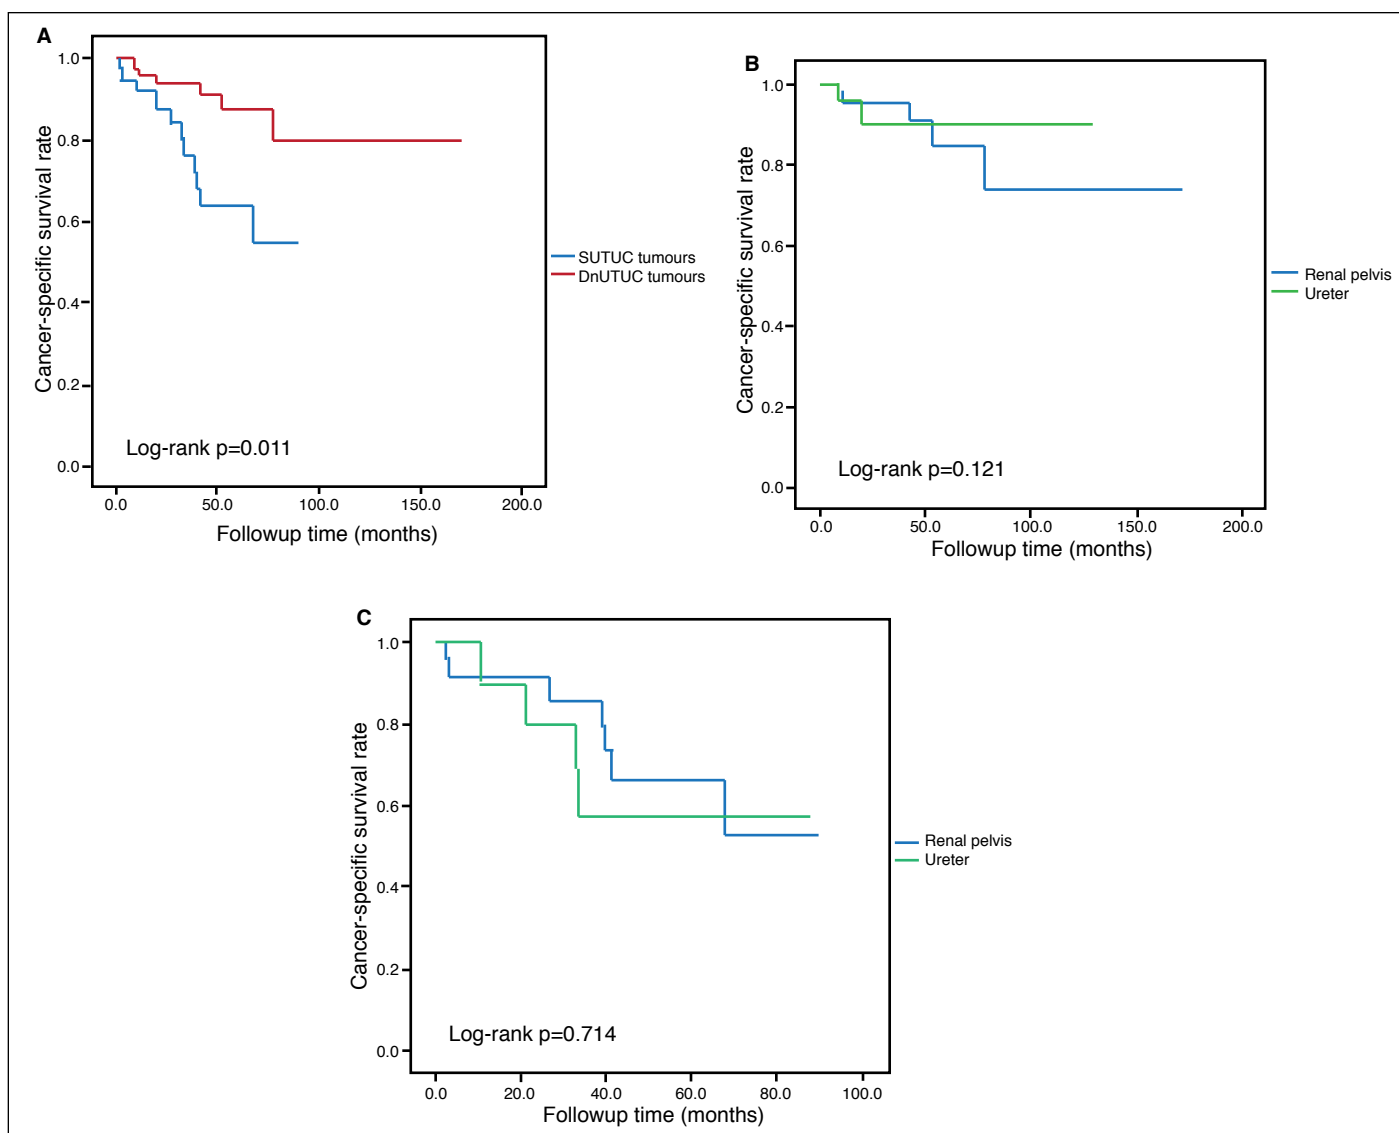 A
1.0
0.8
0.6
0.4
0.2
0.0
Cancer-specific survival rate
Log-rank p=0.011
0.0 50.0 100.0 150.0 200.0
Followup time (months)
SUTUC tumours
DnUTUC tumours
B
1.0
0.8
0.6
0.4
0.2
0.0
Cancer-specific survival rate
Log-rank p=0.121
0.0 50.0 100.0 150.0 200.0
Followup time (months)
Renal pelvis
Ureter
C
1.0
0.8
0.6
0.4
0.2
0.0
Cancer-specific survival rate
Log-rank p=0.714
0.0 20.0 40.0 60.0 80.0 100.0
Followup time (months)
Renal pelvis
Ureter